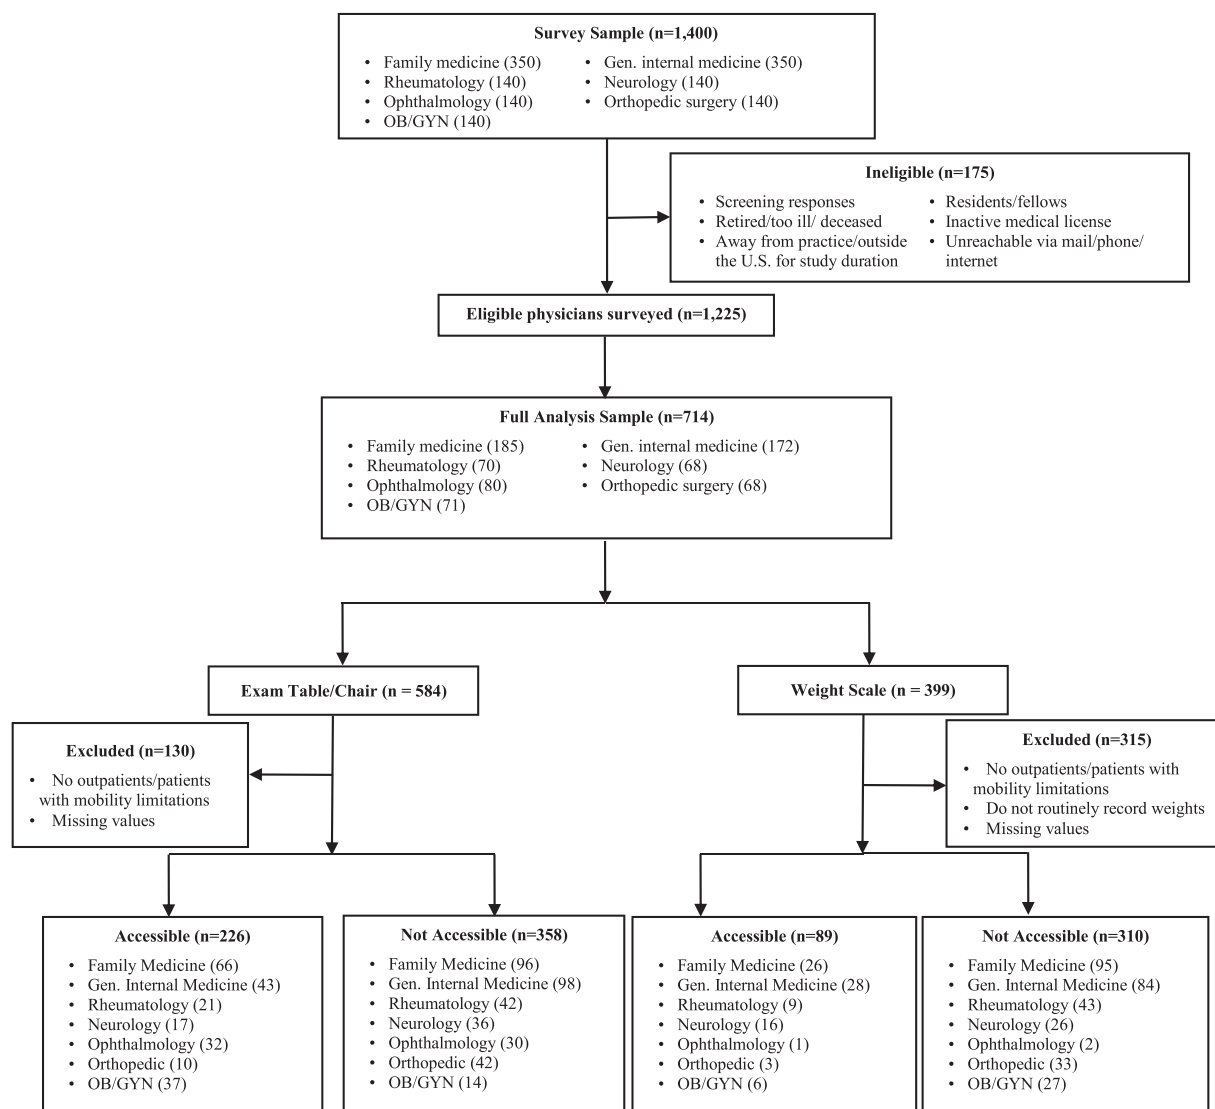 Survey Sample (n=1,400)
• Family medicine (350)
• Rheumatology (140)
• Ophthalmology (140)
• OB/GYN (140)
• Gen. internal medicine (350)
• Neurology (140)
• Orthopedic surgery (140)
Ineligible (n=175)
• Screening responses
• Retired/too ill/ deceased
• Away from practice/outside
the U.S. for study duration
• Residents/fellows
• Inactive medical license
• Unreachable via mail/phone/
internet
Eligible physicians surveyed (n=1,225)
Full Analysis Sample (n=714)
• Family medicine (185)
• Rheumatology (70)
• Ophthalmology (80)
• OB/GYN (71)
• Gen. internal medicine (172)
• Neurology (68)
• Orthopedic surgery (68)
Exam Table/Chair (n = 584)
Weight Scale (n = 399)
Excluded (n=130)
• No outpatients/patients
with mobility limitations
• Missing values
Excluded (n=315)
• No outpatients/patients with
mobility limitations
• Do not routinely record weights
• Missing values
Accessible (n=226)
• Family Medicine (66)
• Gen. Internal Medicine (43)
• Rheumatology (21)
• Neurology (17)
• Ophthalmology (32)
• Orthopedic (10)
• OB/GYN (37)
Not Accessible (n=358)
• Family Medicine (96)
• Gen. Internal Medicine (98)
• Rheumatology (42)
• Neurology (36)
• Ophthalmology (30)
• Orthopedic (42)
• OB/GYN (14)
Accessible (n=89)
• Family Medicine (26)
• Gen. Internal Medicine (28)
• Rheumatology (9)
• Neurology (16)
• Ophthalmology (1)
• Orthopedic (3)
• OB/GYN (6)
Not Accessible (n=310)
• Family Medicine (95)
• Gen. Internal Medicine (84)
• Rheumatology (43)
• Neurology (26)
• Ophthalmology (2)
• Orthopedic (33)
• OB/GYN (27)